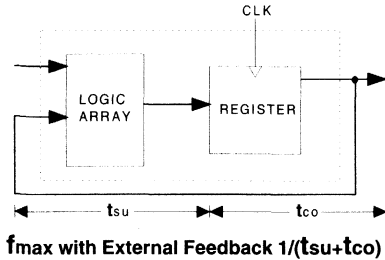 CLK
LOGIC
ARRAY
REGISTER
tsu
tco
fmax with External Feedback 1/(tsu+tco)